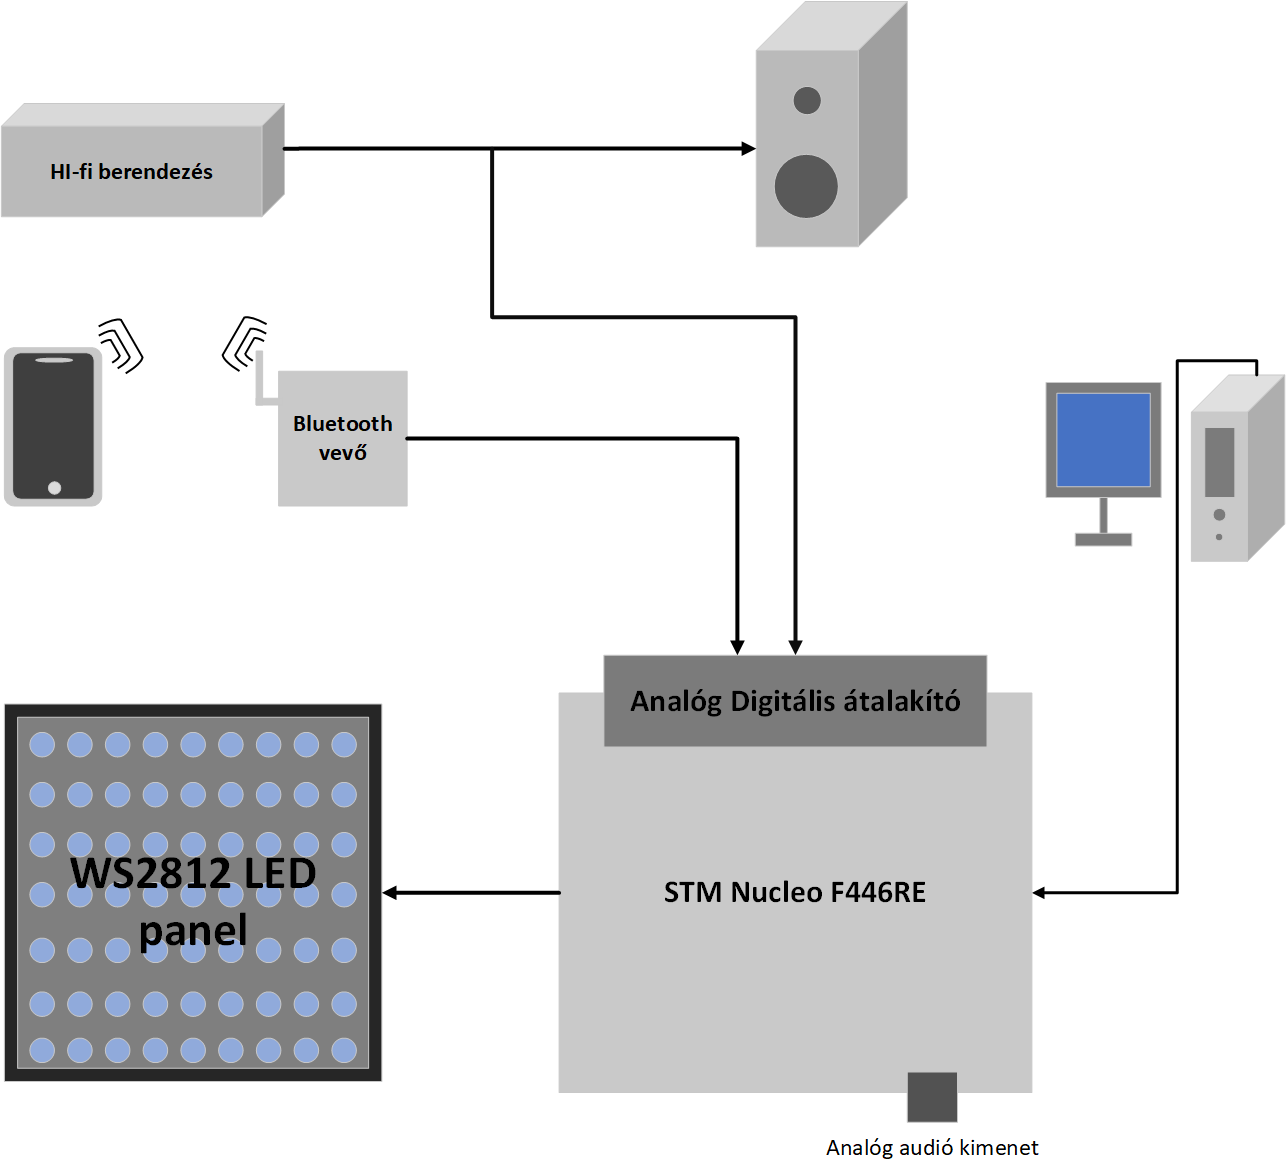 HI-fi berendezés
Bluetooth
vevő
Analóg Digitális átalakító
WS2812 LED
panel
STM Nucleo F446RE
Analóg audió kimenet